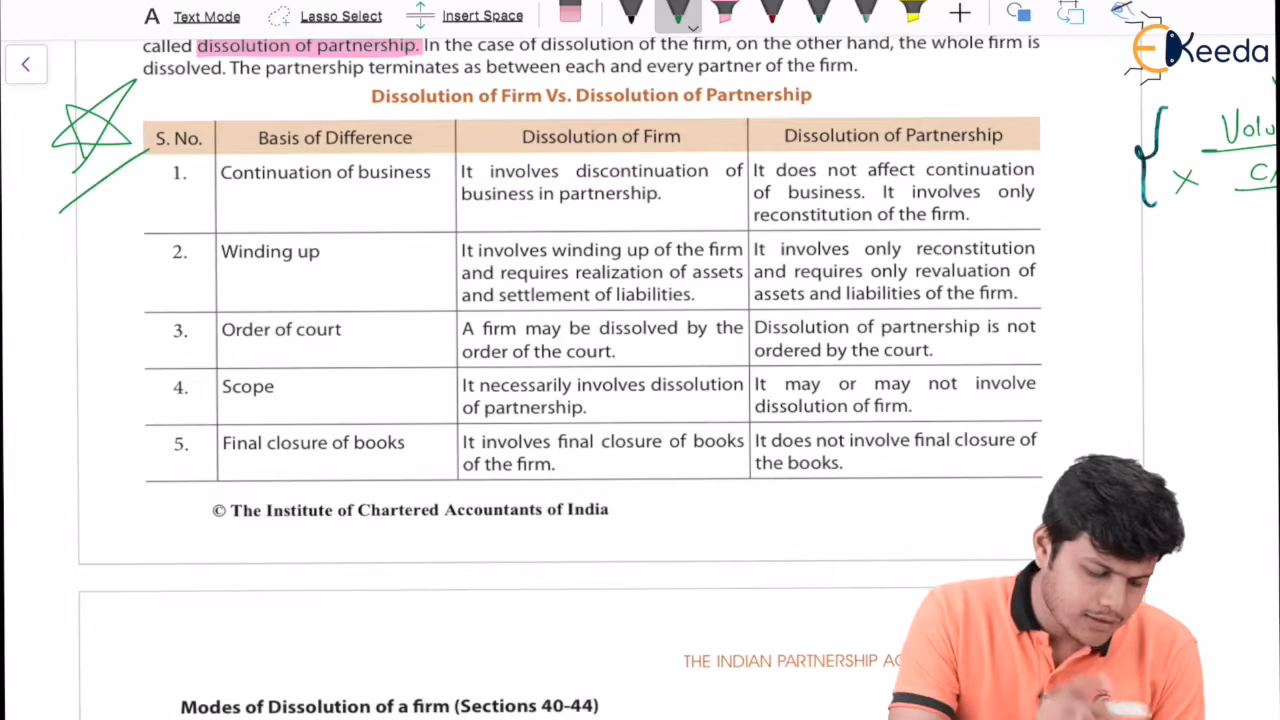 A Text Mode Lasso Select Insert Space
called dissolution of partnership. In the case of dissolution of the firm, on the other hand, the whole firm is
dissolved. The partnership terminates as between each and every partner of the firm.
EKeeda
Dissolution of Firm Vs. Dissolution of Partnership
S. No. Basis of Difference Dissolution of Firm Dissolution of Partnership
1. Continuation of business It involves discontinuation of It does not affect continuation
business in partnership. of business. It involves only
reconstitution of the firm.
2. Winding up It involves winding up of the firm It involves only reconstitution
and requires realization of assets and requires only revaluation of
and settlement of liabilities. assets and liabilities of the firm.
3. Order of court A firm may be dissolved by the Dissolution of partnership is not
order of the court. ordered by the court.
4. Scope It necessarily involves dissolution It may or may not involve
of partnership. dissolution of firm.
5. Final closure of books It involves final closure of books It does not involve final closure of
of the firm. the books.
© The Institute of Chartered Accountants of India
THE INDIAN PARTNERSHIP
Modes of Dissolution of a firm (Sections 40-44)